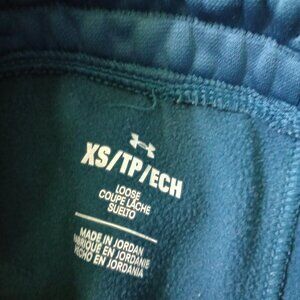 XS/TP/ECH
LOOSE
COUPE LÂCHE
SUELTO
MADE IN JORDAN
FABRIQUÉ EN JORDANIE
HECHO EN JORDANIA